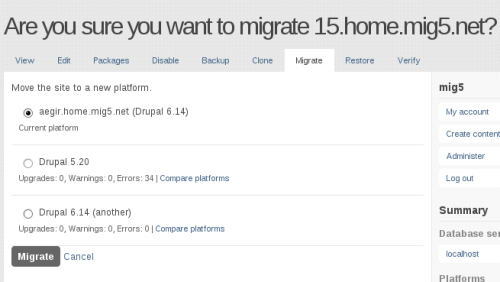 Are you sure you want to migrate 15.home.mig5.net?
View Edit Packages Disable Backup Clone Migrate Restore Verify
Move the site to a new platform.
aegir.home.mig5.net (Drupal 6.14)
Current platform
Drupal 5.20
Upgrades: 0, Warnings: 0, Errors: 34 | Compare platforms
Drupal 6.14 (another)
Upgrades: 0, Warnings: 0, Errors: 0 | Compare platforms
Migrate Cancel
mig5
My account
Create content
Administer
Log out
Summary
Database ser
localhost
Platforms